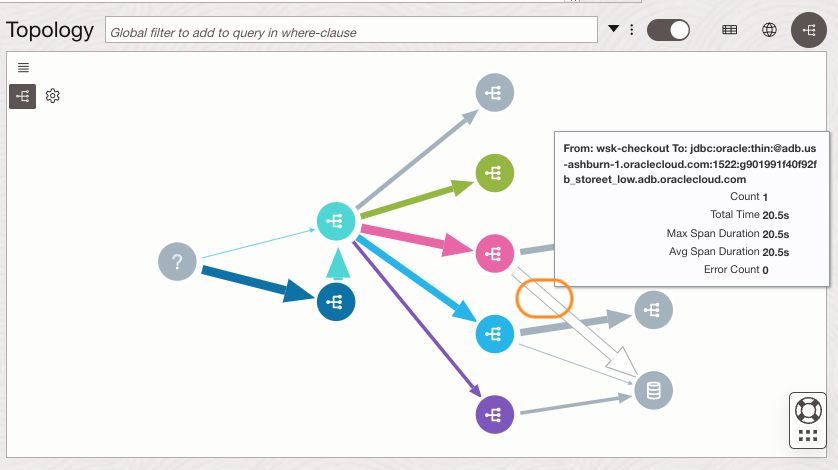 Topology
Global filter to add to query in where-clause
?
From: wsk-checkout To: jdbc:oracle:thin:@adb.us
-ashburn-1.oraclecloud.com:1522:g901991f40f92f
b_storeet_low.adb.oraclecloud.com
Count 1
Total Time 20.5s
Max Span Duration 20.5s
Avg Span Duration 20.5s
Error Count 0